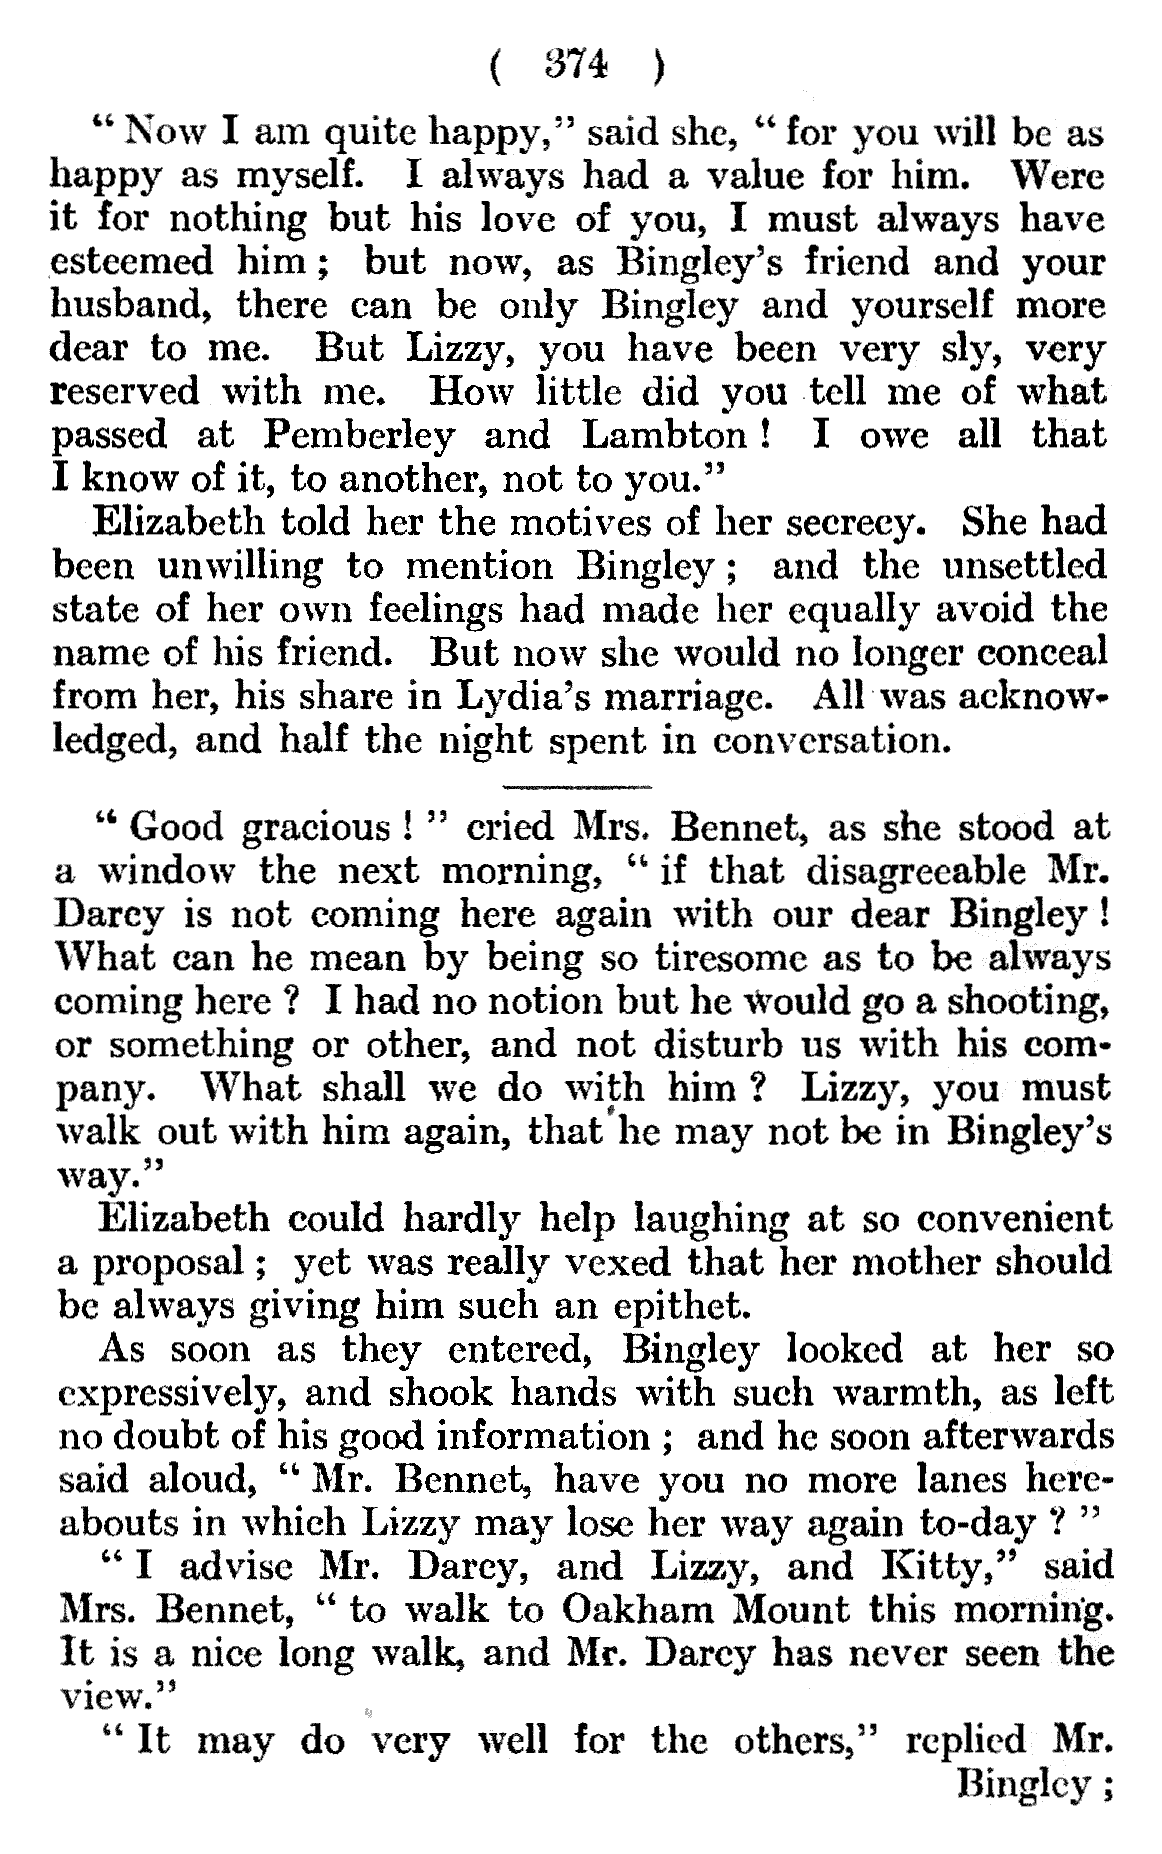 ( 374 )
“ Now I am quite happy,” said she, “ for you will be as
happy as myself. I always had a value for him. Were
it for nothing but his love of you, I must always have
esteemed him ; but now, as Bingley’s friend and your
husband, there can be only Bingley and yourself more
dear to me. But Lizzy, you have been very sly, very
reserved with me. How little did you tell me of what
passed at Pemberley and Lambton ! I owe all that
I know of it, to another, not to you.”
Elizabeth told her the motives of her secrecy. She had
been unwilling to mention Bingley ; and the unsettled
state of her own feelings had made her equally avoid the
name of his friend. But now she would no longer conceal
from her, his share in Lydia’s marriage. All was acknow-
ledged, and half the night spent in conversation.
“ Good gracious ! ” cried Mrs. Bennet, as she stood at
a window the next morning, “ if that disagreeable Mr.
Darcy is not coming here again with our dear Bingley !
What can he mean by being so tiresome as to be always
coming here ? I had no notion but he would go a shooting,
or something or other, and not disturb us with his com-
pany. What shall we do with him ? Lizzy, you must
walk out with him again, that he may not be in Bingley’s
way.”
Elizabeth could hardly help laughing at so convenient
a proposal ; yet was really vexed that her mother should
be always giving him such an epithet.
As soon as they entered, Bingley looked at her so
expressively, and shook hands with such warmth, as left
no doubt of his good information ; and he soon afterwards
said aloud, “ Mr. Bennet, have you no more lanes here-
abouts in which Lizzy may lose her way again to-day ? ”
“ I advise Mr. Darcy, and Lizzy, and Kitty,” said
Mrs. Bennet, “ to walk to Oakham Mount this morning.
It is a nice long walk, and Mr. Darcy has never seen the
view.”
“ It may do very well for the others,” replied Mr.
Bingley ;